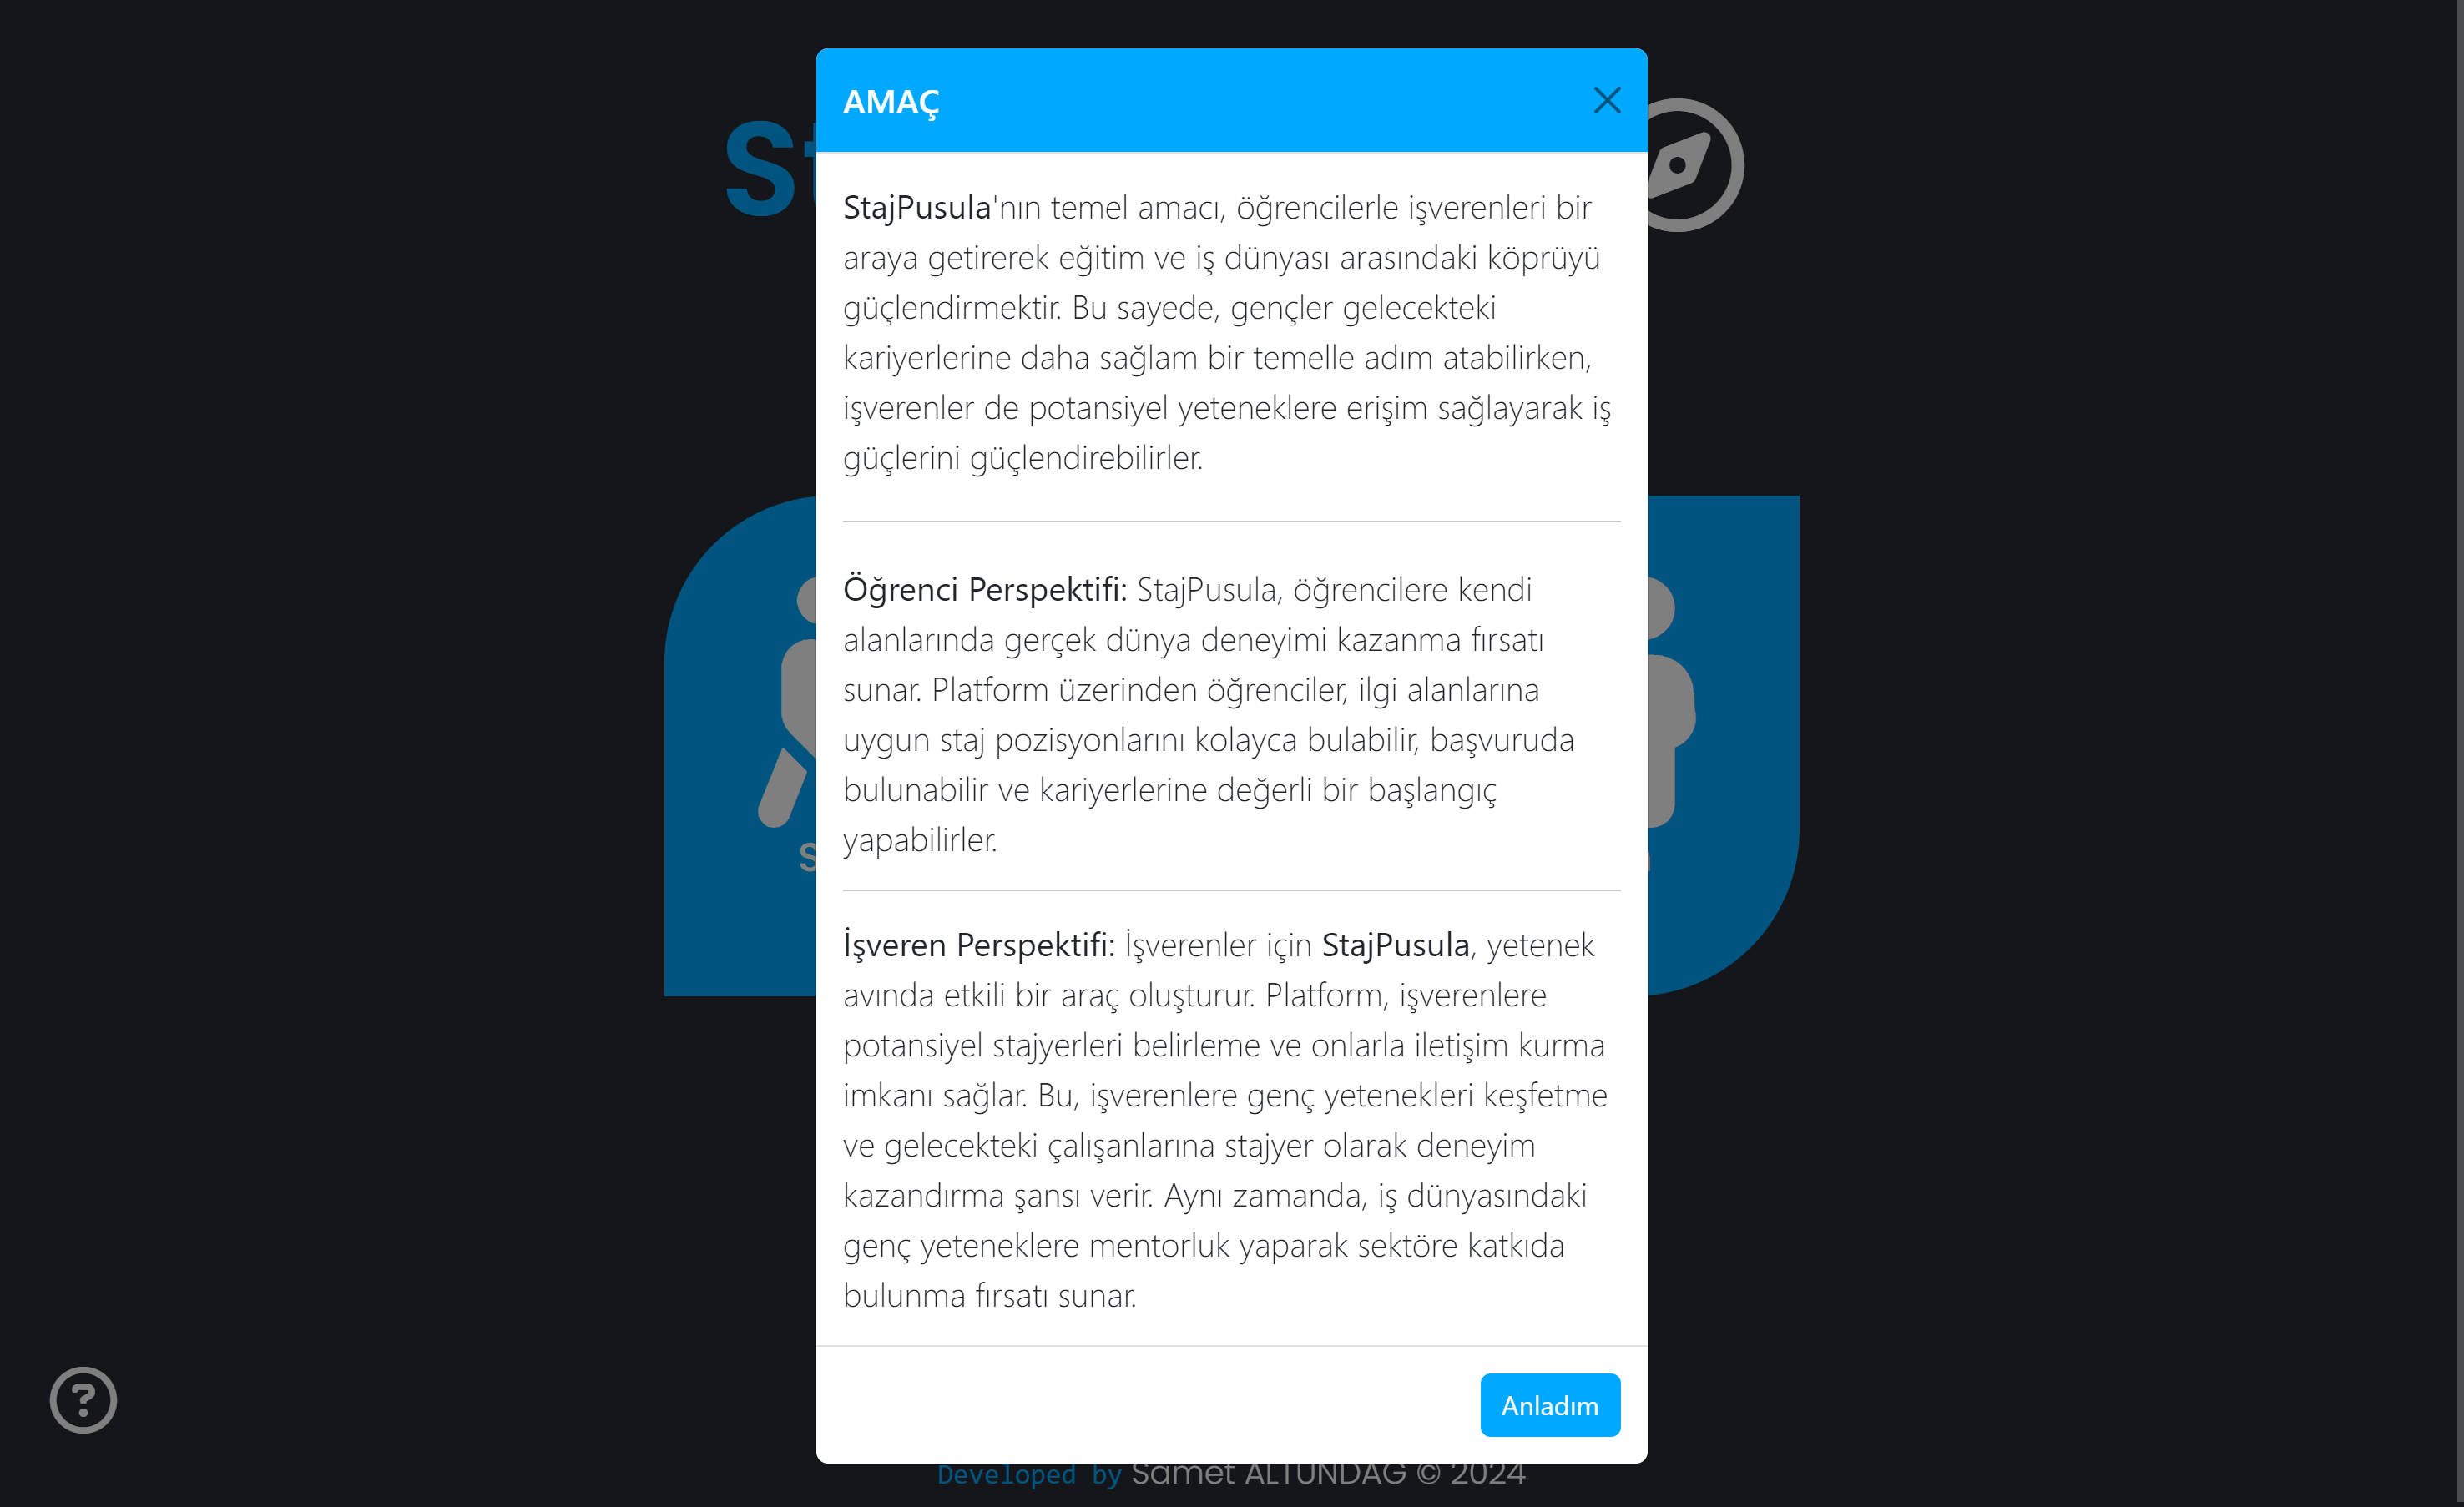 AMAÇ
StajPusula'nın temel amacı, öğrencilerle işverenleri bir
araya getirerek eğitim ve iş dünyası arasındaki köprüyü
güçlendirmektir. Bu sayede, gençler gelecekteki
kariyerlerine daha sağlam bir temelle adım atabilirken,
işverenler de potansiyel yeteneklere erişim sağlayarak iş
güçlerini güçlendirebilirler.
Öğrenci Perspektifi: StajPusula, öğrencilere kendi
alanlarında gerçek dünya deneyimi kazanma fırsatı
sunar. Platform üzerinden öğrenciler, ilgi alanlarına
uygun staj pozisyonlarını kolayca bulabilir, başvuruda
bulunabilir ve kariyerlerine değerli bir başlangıç
yapabilirler.
İşveren Perspektifi: İşverenler için StajPusula, yetenek
avında etkili bir araç oluşturur. Platform, işverenlere
potansiyel stajyerleri belirleme ve onlarla iletişim kurma
imkanı sağlar. Bu, işverenlere genç yetenekleri keşfetme
ve gelecekteki çalışanlarına stajyer olarak deneyim
kazandırma şansı verir. Aynı zamanda, iş dünyasındaki
genç yeteneklere mentorluk yaparak sektöre katkıda
bulunma fırsatı sunar.
Anladım
Developed by Samet ALTUNDAG © 2024